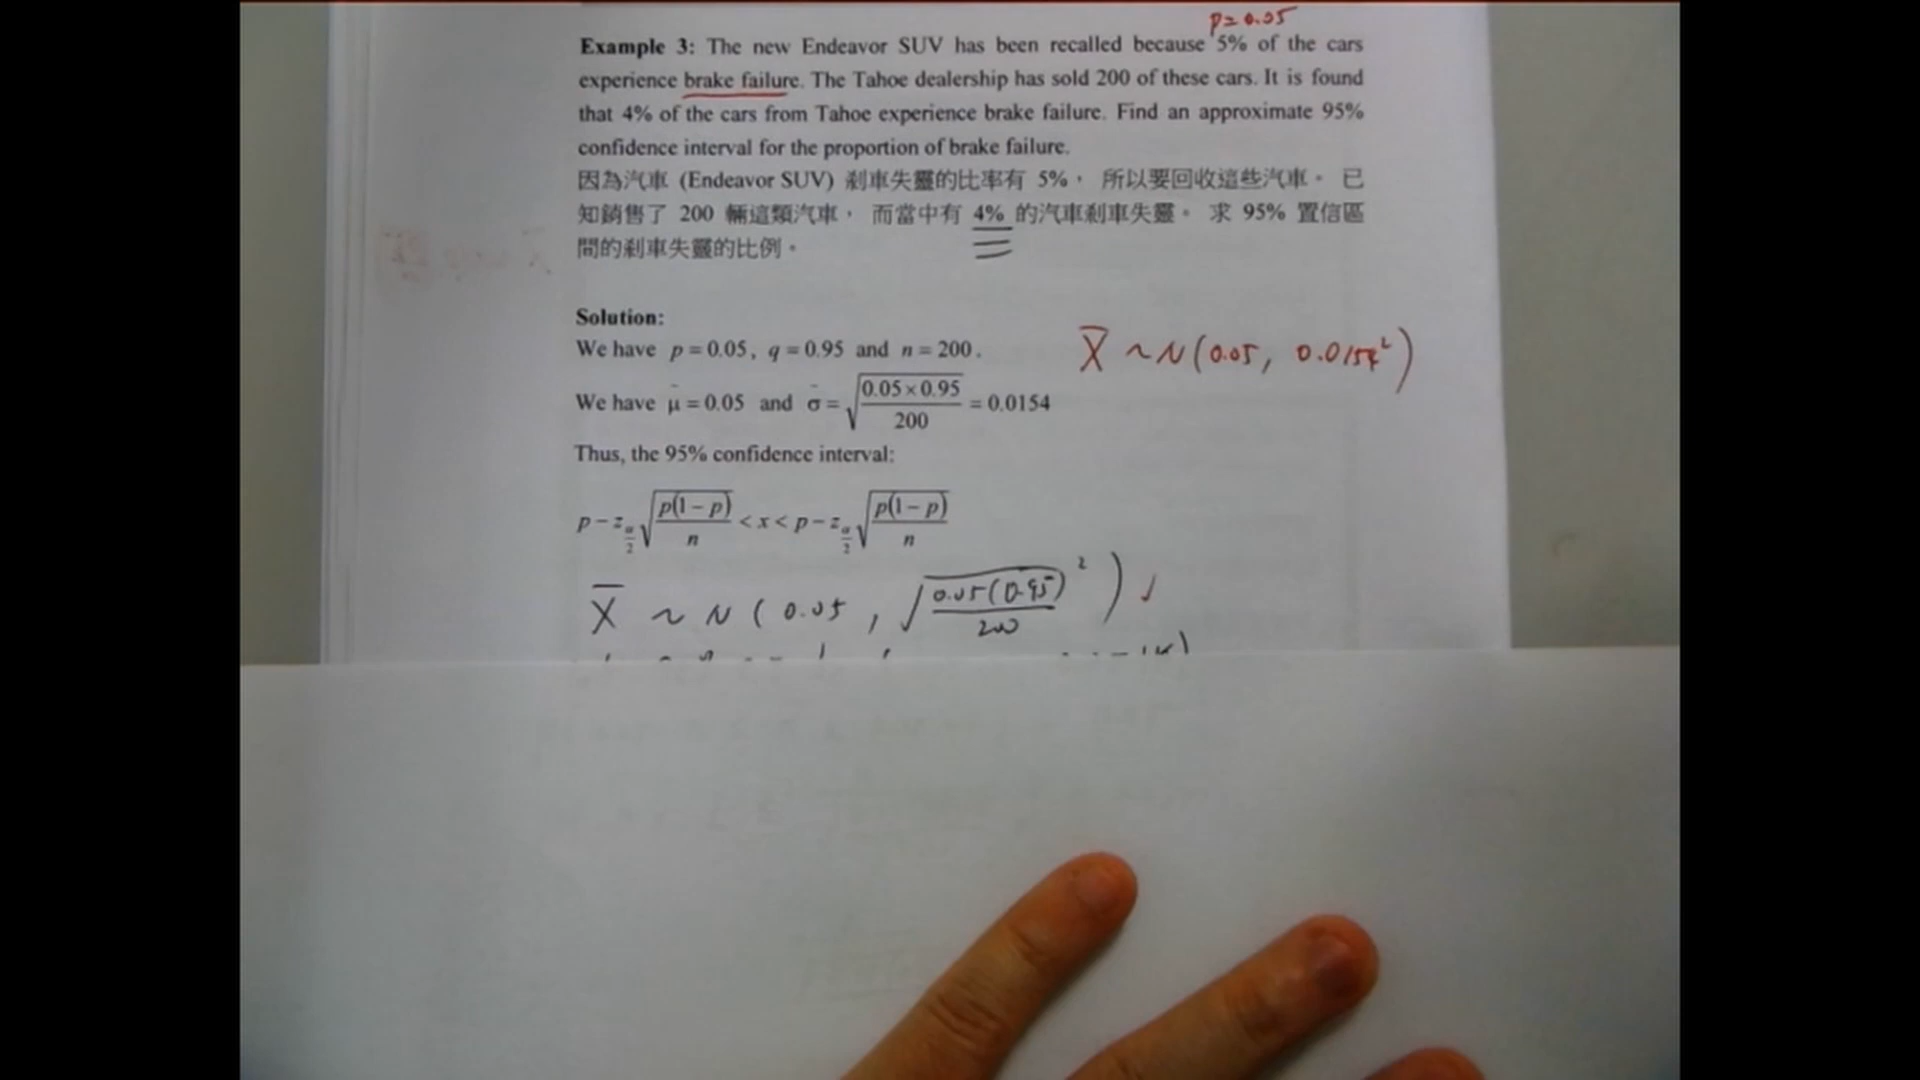 p=0.05
Example 3: The new Endeavor SUV has been recalled because 5% of the cars
experience brake failure. The Tahoe dealership has sold 200 of these cars. It is found
that 4% of the cars from Tahoe experience brake failure. Find an approximate 95%
confidence interval for the proportion of brake failure.
因為汽車 (Endeavor SUV) 剎車失靈的比率有 5%， 所以要回收這些汽車。 已
知銷售了 200 輛這類汽車， 而當中有 4% 的汽車剎車失靈。 求 95% 置信區
間的剎車失靈的比例。
Solution:
We have p = 0.05, q = 0.95 and n = 200.
X̄ ~ N(0.05, 0.0154²)
We have μ̄ = 0.05 and σ̄ = √(0.05×0.95/200) = 0.0154
Thus, the 95% confidence interval:
p − z_{α/2} √(p(1−p)/n) < x < p − z_{α/2} √(p(1−p)/n)
X̄ ~ N(0.05, √(0.05(0.95)/200)²) ✓